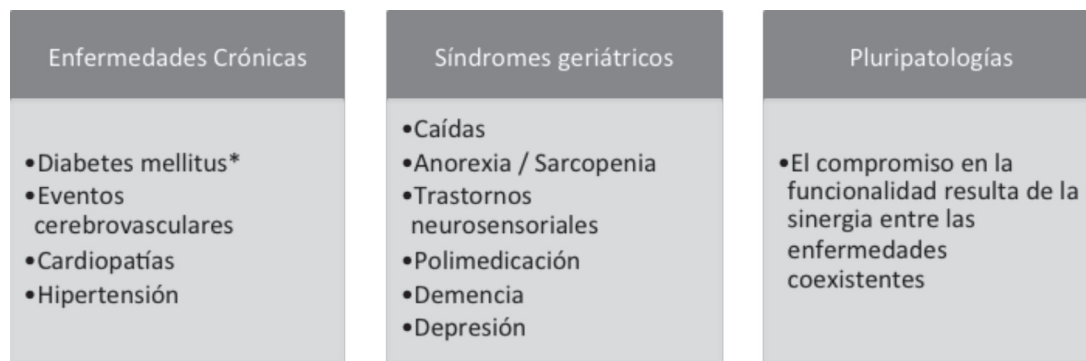 Enfermedades Crónicas
•Diabetes mellitus*
•Eventos
cerebrovasculares
•Cardiopatías
•Hipertensión
Síndromes geriátricos
•Caídas
•Anorexia / Sarcopenia
•Trastornos
neurosensoriales
•Polimedicación
•Demencia
•Depresión
Pluripatologías
•El compromiso en la
funcionalidad resulta de la
sinergia entre las
enfermedades
coexistentes